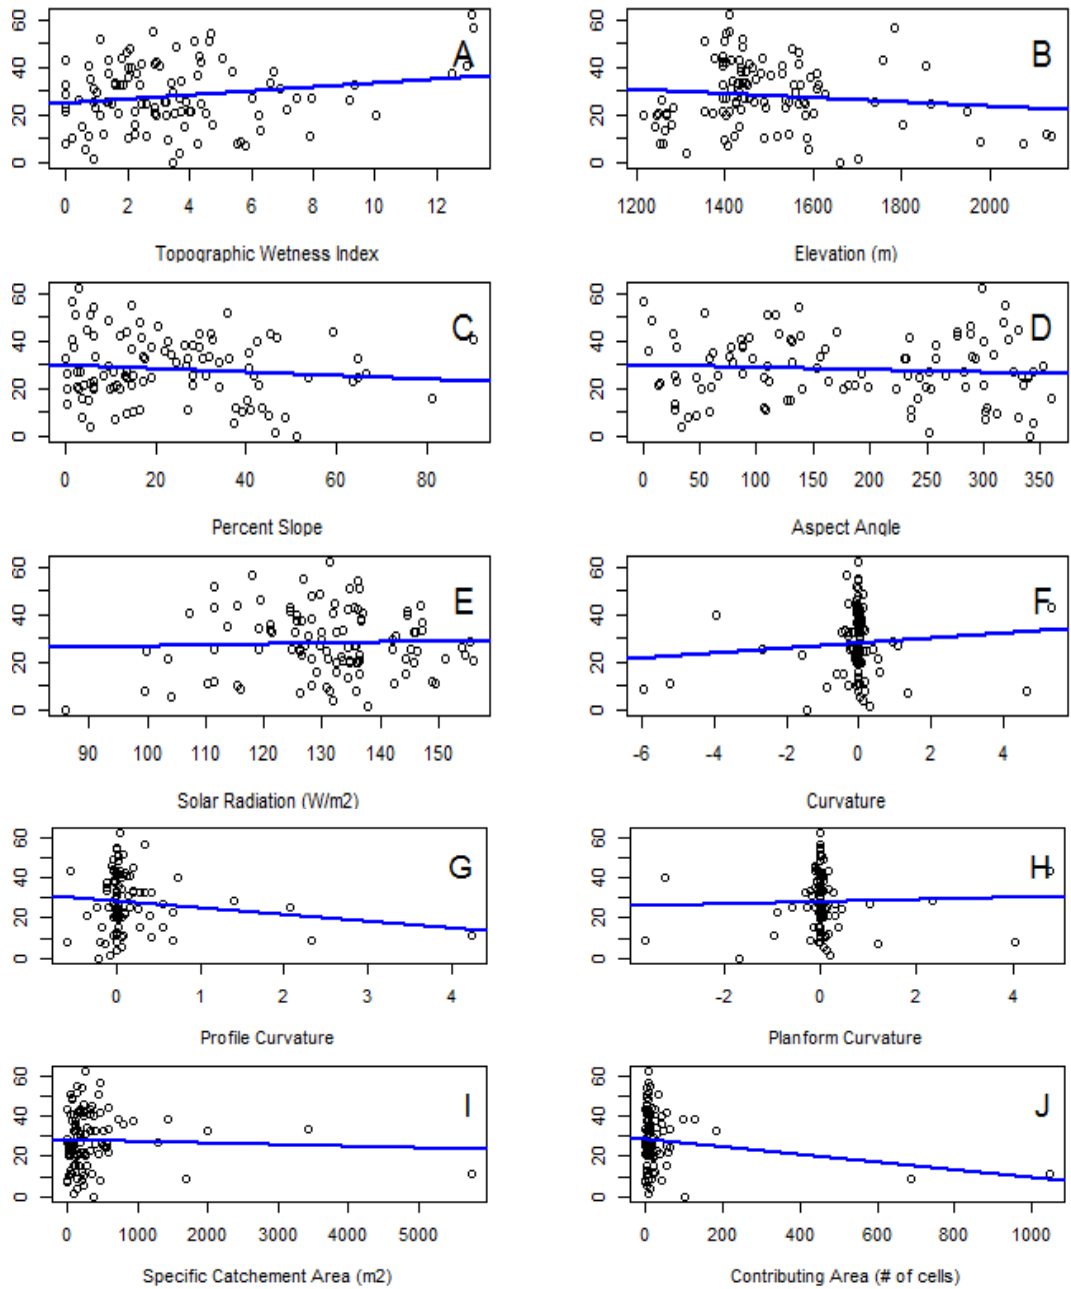 0 20 40 60
A
0 2 4 6 8 10 12
Topographic Wetness Index
0 20 40 60
B
1200 1400 1600 1800 2000
Elevation (m)
0 20 40 60
C
0 20 40 60 80
Percent Slope
0 20 40 60
D
0 50 100 150 200 250 300 350
Aspect Angle
0 20 40 60
E
90 100 110 120 130 140 150
Solar Radiation (W/m2)
0 20 40 60
F
-6 -4 -2 0 2 4
Curvature
0 20 40 60
G
0 1 2 3 4
Profile Curvature
0 20 40 60
H
-2 0 2 4
Planform Curvature
0 20 40 60
I
0 1000 2000 3000 4000 5000
Specific Catchement Area (m2)
0 20 40 60
J
0 200 400 600 800 1000
Contributing Area (# of cells)